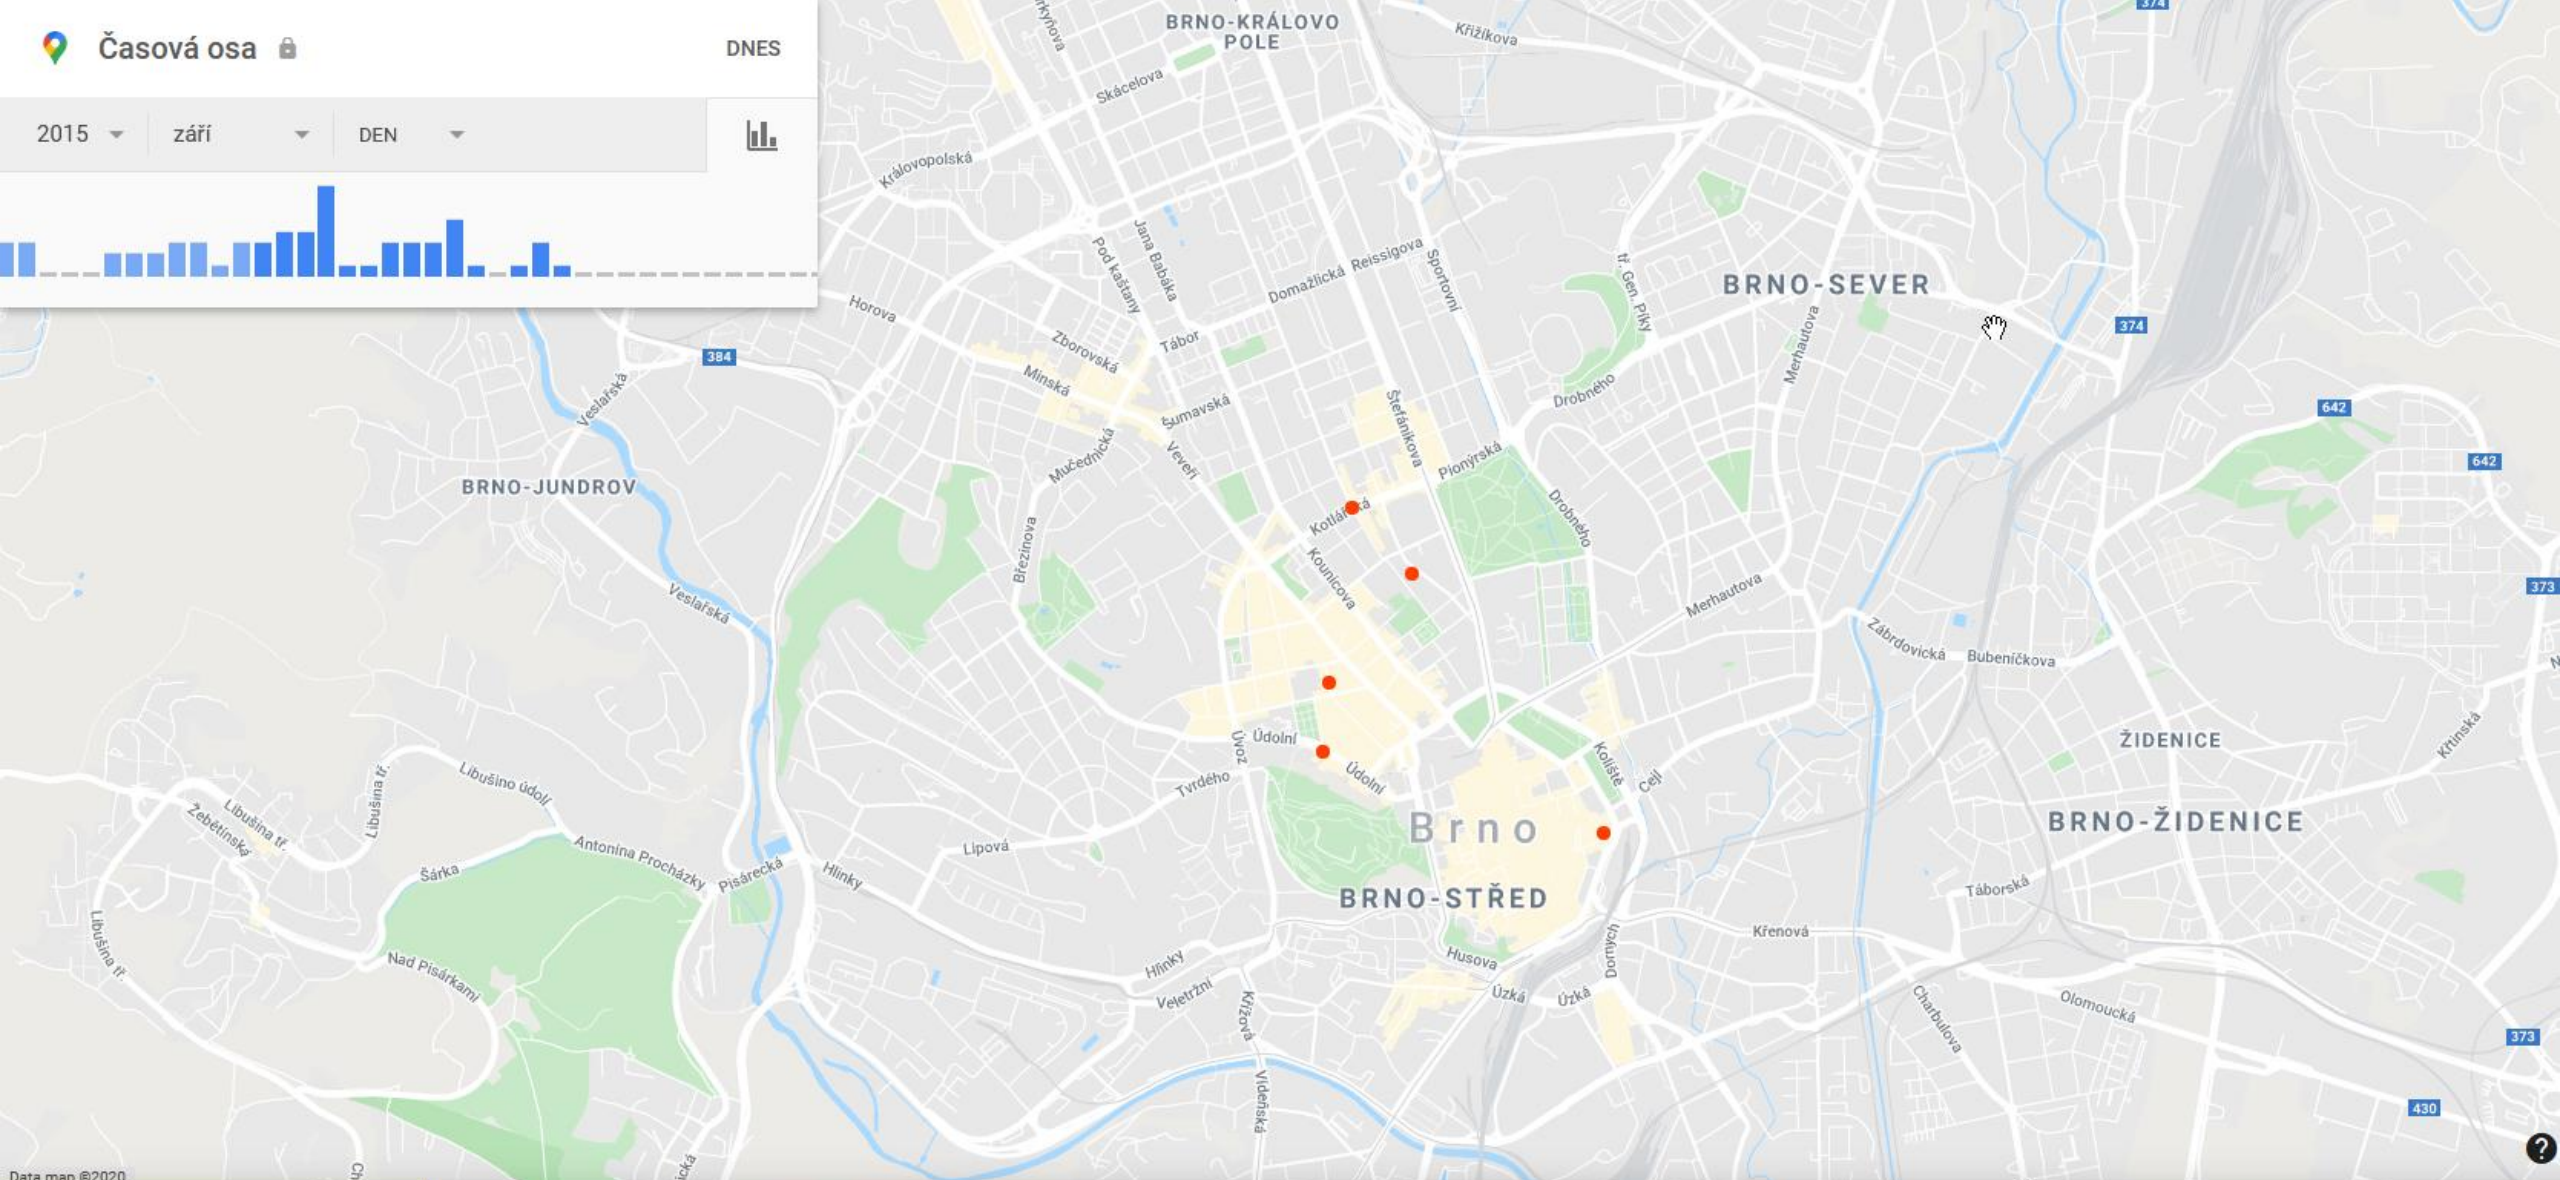 Časová osa
DNES
2015
září
DEN
BRNO-KRÁLOVO
POLE
Křižíkova
374
Skácelova
Královopolská
Jana Babáka
Pod kaštany
Domažlická
Reissigova
Sportovní
tř. Gen. Píky
BRNO-SEVER
Merhautova
374
Horova
Zborovská
Tábor
384
Minská
Veslařská
Šumavská
Štefánikova
Drobného
642
Mučednická
Veveří
Pionýrská
642
BRNO-JUNDROV
Drobného
Březinova
Kounicova
Veslařská
Merhautova
373
Zábrdovická
Bubeníčkova
Údolní
Úvoz
Koliště
ŽIDENICE
Křtinská
Libušino údolí
Libušina tř.
Tvrdého
Údolní
Cejl
Libušina tř.
Žebětínská
Brno
BRNO-ŽIDENICE
Antonína Procházky
Pisárecká
Hlinky
Lipová
Šárka
BRNO-STŘED
Táborská
Křenová
Libušina tř.
Nad Pisárkami
Hlinky
Husova
Dornych
Veletržní
Křížová
Úzká
Úzká
Charbulova
Olomoucká
373
Vídeňská
430
Data map ©2020
?